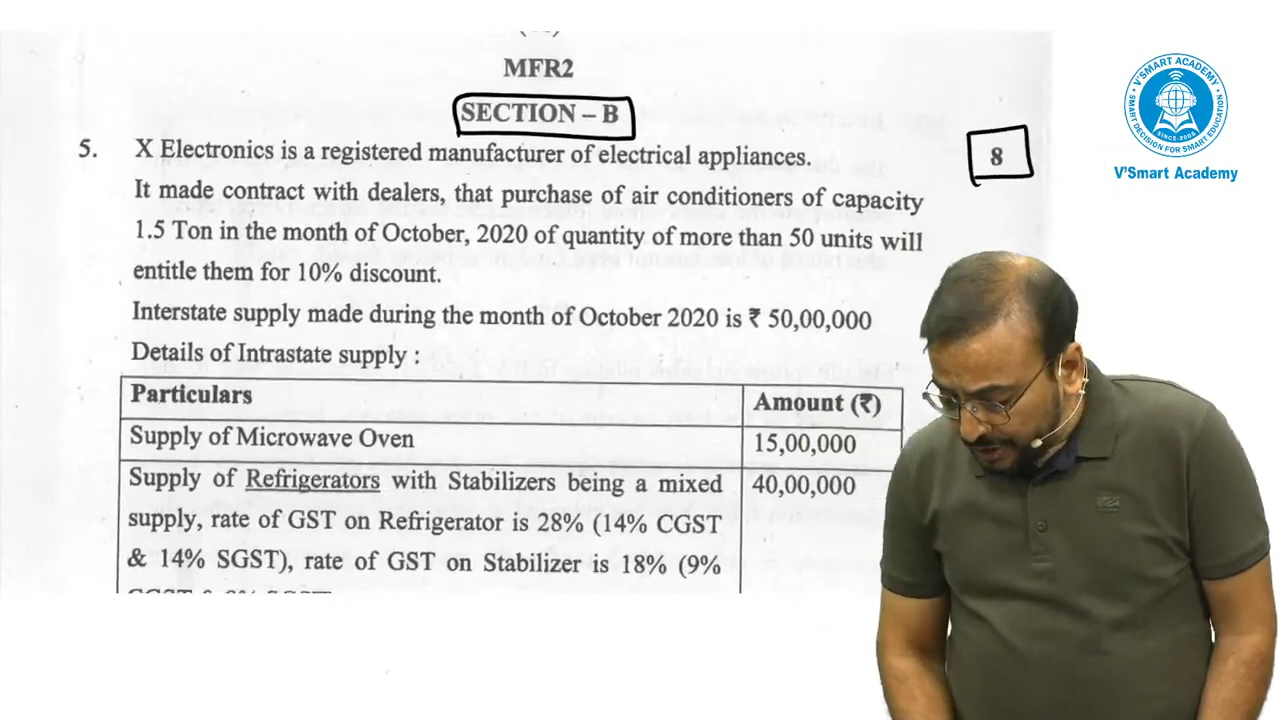 MFR2
SECTION – B
5. X Electronics is a registered manufacturer of electrical appliances. 8
It made contract with dealers, that purchase of air conditioners of capacity
1.5 Ton in the month of October, 2020 of quantity of more than 50 units will
entitle them for 10% discount.
Interstate supply made during the month of October 2020 is ₹ 50,00,000
Details of Intrastate supply :
Particulars Amount (₹)
Supply of Microwave Oven 15,00,000
Supply of Refrigerators with Stabilizers being a mixed 40,00,000
supply, rate of GST on Refrigerator is 28% (14% CGST
& 14% SGST), rate of GST on Stabilizer is 18% (9%
V'SMART ACADEMY
SMART DECISION FOR SMART EDUCATION
V'Smart Academy